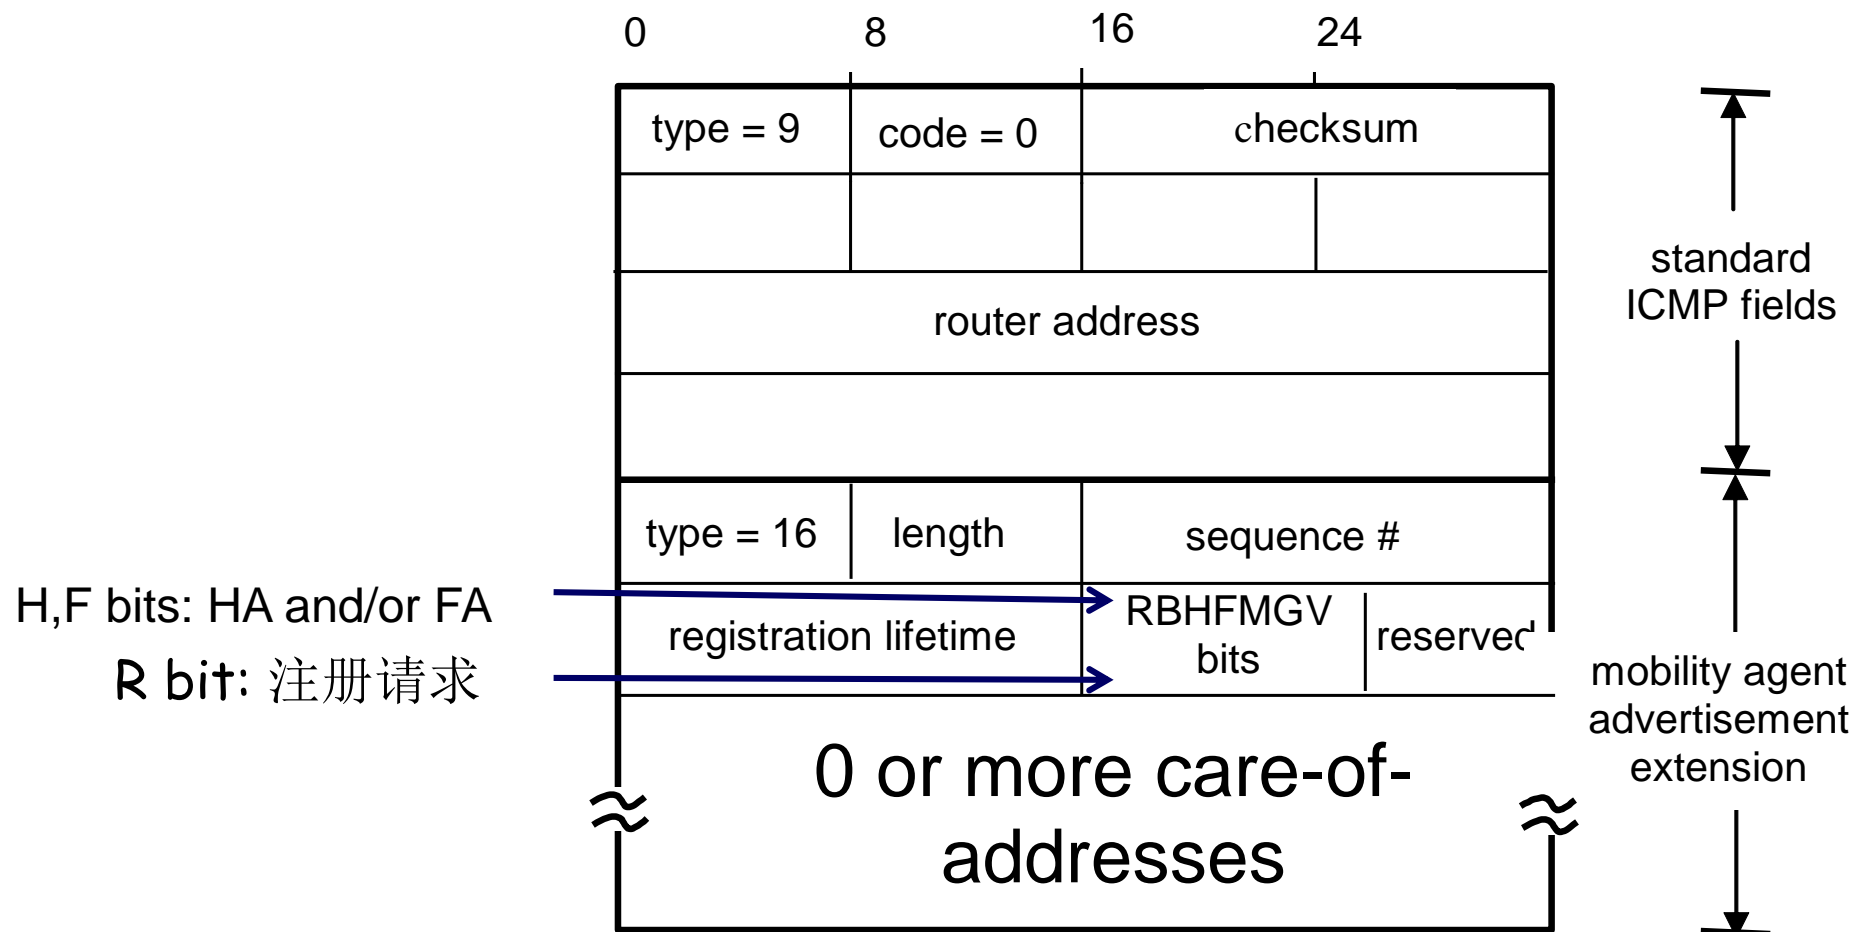 0 8 16 24
type = 9 code = 0 checksum
router address
standard
ICMP fields
type = 16 length sequence #
H,F bits: HA and/or FA
R bit: 注册请求
registration lifetime
RBHFMGV
bits
reserved
mobility agent
advertisement
extension
0 or more care-of-
addresses